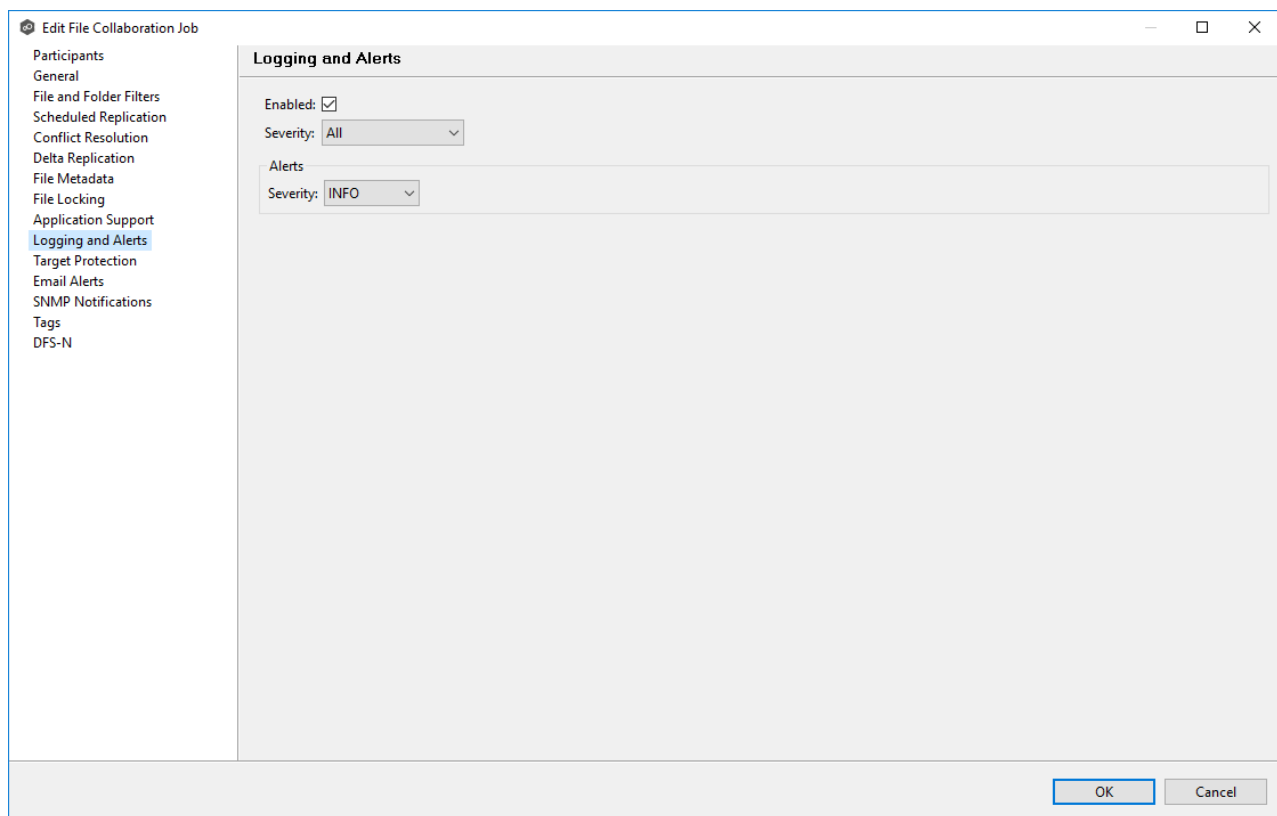 Edit File Collaboration Job
Participants
General
File and Folder Filters
Scheduled Replication
Conflict Resolution
Delta Replication
File Metadata
File Locking
Application Support
Logging and Alerts
Target Protection
Email Alerts
SNMP Notifications
Tags
DFS-N
Logging and Alerts
Enabled:
Severity: All
Alerts
Severity: INFO
OK Cancel